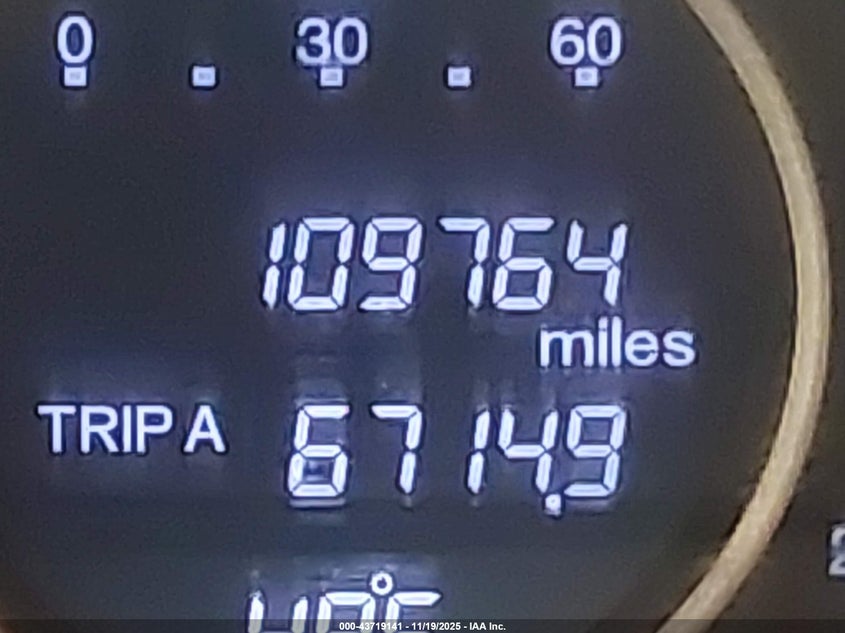 0 30 60
109764
miles
TRIP A 6714.9
000-43719141 - 11/19/2025 - IAA Inc.